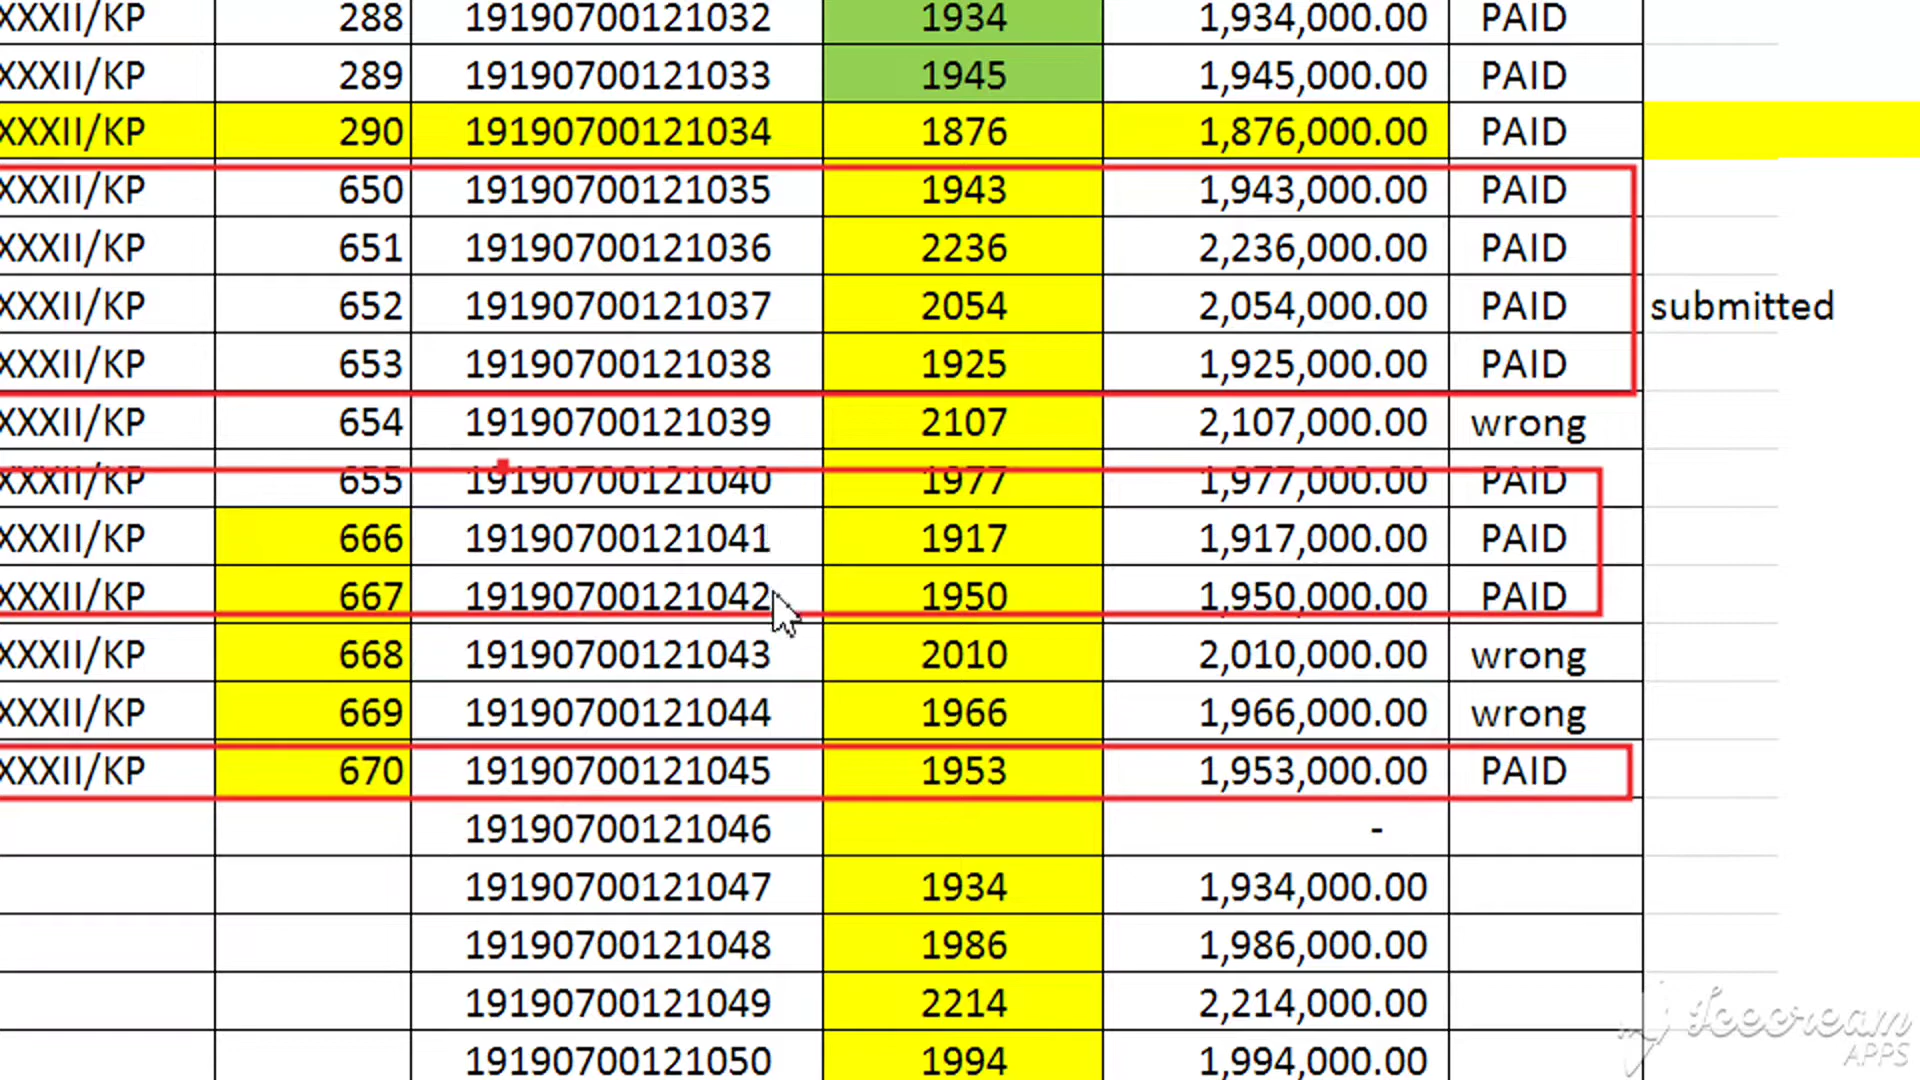 XXXII/KP 288 19190700121032 1934 1,934,000.00 PAID
XXXII/KP 289 19190700121033 1945 1,945,000.00 PAID
XXXII/KP 290 19190700121034 1876 1,876,000.00 PAID
XXXII/KP 650 19190700121035 1943 1,943,000.00 PAID
XXXII/KP 651 19190700121036 2236 2,236,000.00 PAID
XXXII/KP 652 19190700121037 2054 2,054,000.00 PAID submitted
XXXII/KP 653 19190700121038 1925 1,925,000.00 PAID
XXXII/KP 654 19190700121039 2107 2,107,000.00 wrong
XXXII/KP 655 19190700121040 1977 1,977,000.00 PAID
XXXII/KP 666 19190700121041 1917 1,917,000.00 PAID
XXXII/KP 667 19190700121042 1950 1,950,000.00 PAID
XXXII/KP 668 19190700121043 2010 2,010,000.00 wrong
XXXII/KP 669 19190700121044 1966 1,966,000.00 wrong
XXXII/KP 670 19190700121045 1953 1,953,000.00 PAID
19190700121046 -
19190700121047 1934 1,934,000.00
19190700121048 1986 1,986,000.00
19190700121049 2214 2,214,000.00
19190700121050 1994 1,994,000.00
Icecream
APPS